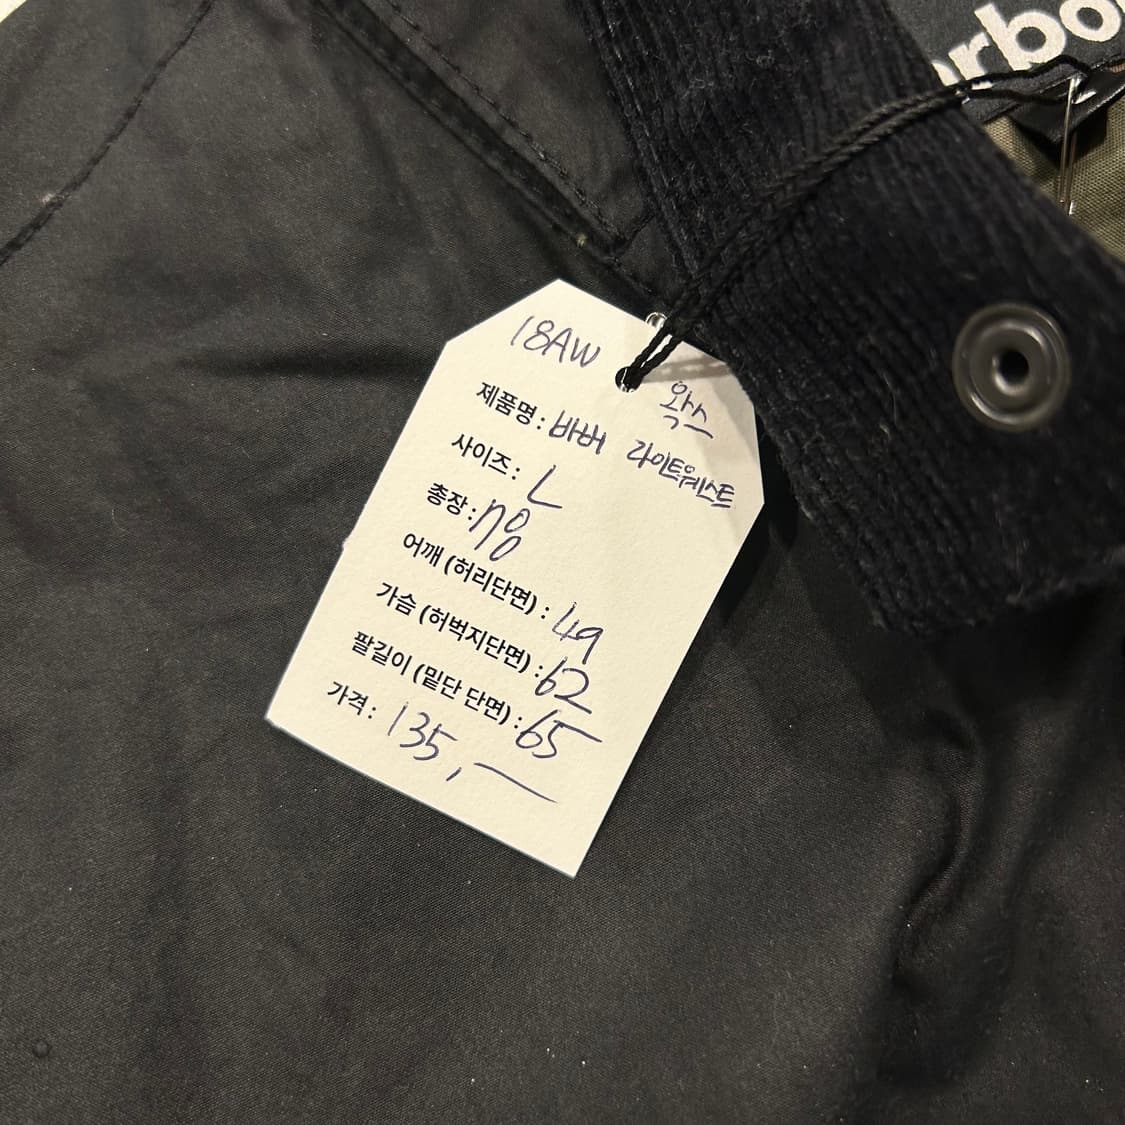 rbo
18AW
왁스
제품명: 바버 라이트웨스트
사이즈: L
총장: 78
어깨 (허리단면) : 49
가슴 (허벅지단면) : 62
팔길이 (밑단 단면) : 65
가격: 135,—